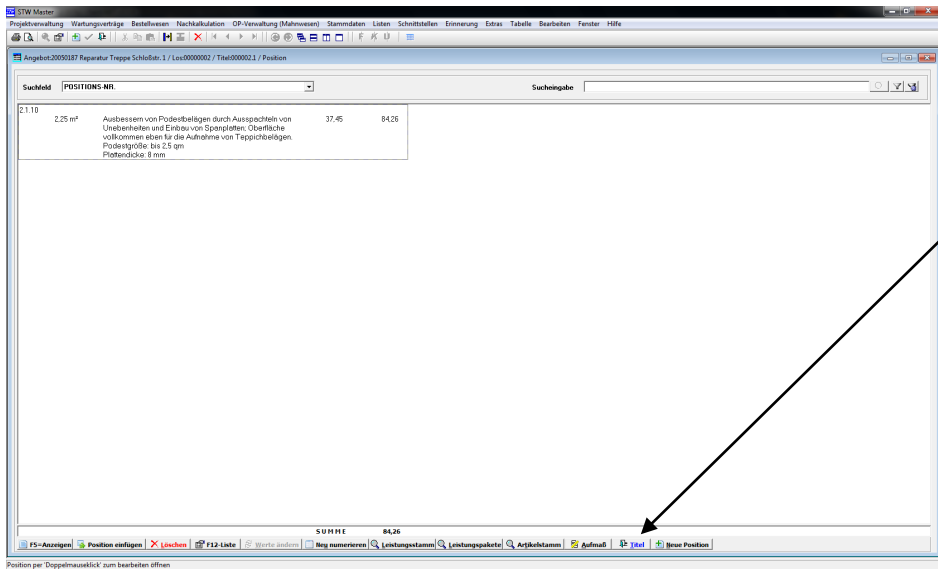 STW Master
Projektverwaltung Wartungsverträge Bestellwesen Nachkalkulation OP-Verwaltung (Mahnwesen) Stammdaten Listen Schnittstellen Erinnerung Extras Tabelle Bearbeiten Fenster Hilfe
F K U
Angebot:20050187 Reparatur Treppe Schloßstr. 1 / Los:00000002 / Titel:000002.1 / Position
Suchfeld POSITIONS-NR. Sucheingabe
2.1.10
2,25 m² Ausbessern von Podestbelägen durch Ausspachteln von 37,45 84,26
Unebenheiten und Einbau von Spanplatten; Oberfläche
vollkommen eben für die Aufnahme von Teppichbelägen.
Podestgröße: bis 2,5 qm
Plattendicke: 8 mm
SUMME 84,26
F5=Anzeigen Position einfügen Löschen F12-Liste Werte ändern Neu numerieren Leistungsstamm Leistungspakete Artikelstamm Aufmaß Titel Neue Position
Position per 'Doppelmauseklick' zum bearbeiten öffnen